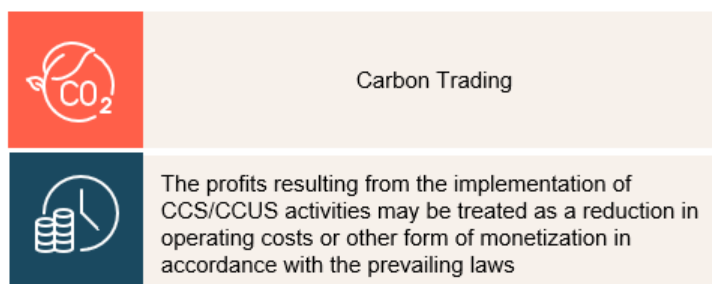 CO2
Carbon Trading
The profits resulting from the implementation of
CCS/CCUS activities may be treated as a reduction in
operating costs or other form of monetization in
accordance with the prevailing laws